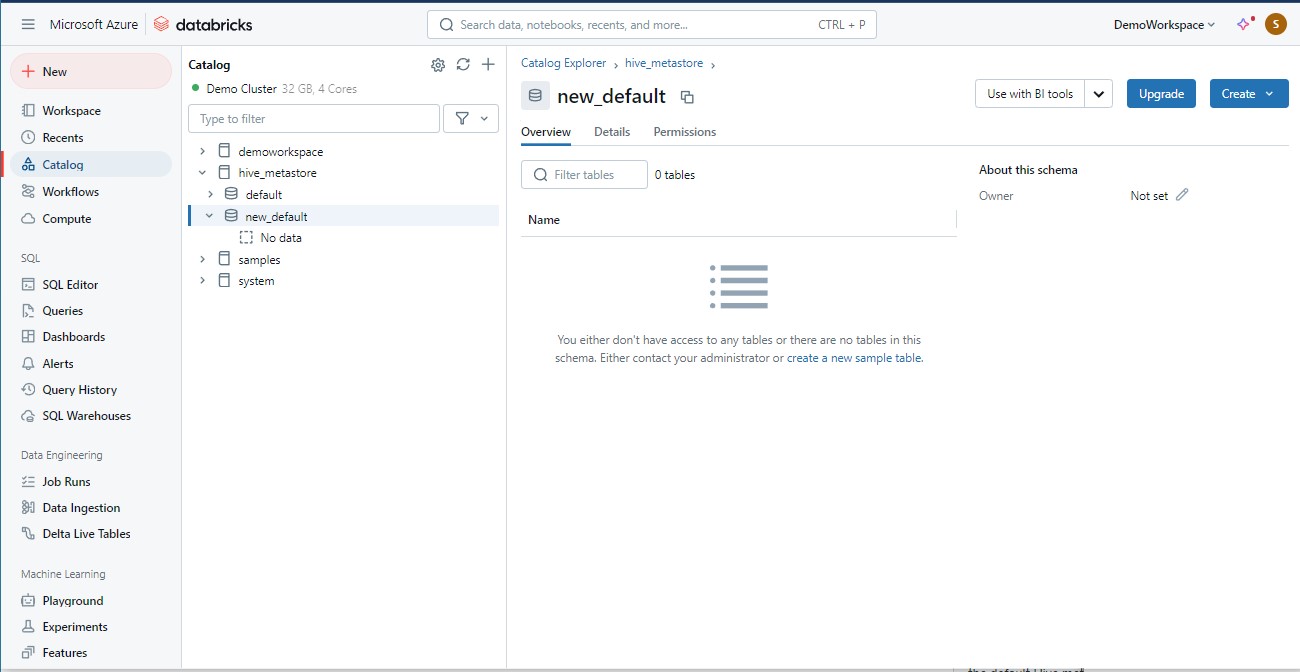 Microsoft Azure databricks
Search data, notebooks, recents, and more... CTRL + P
DemoWorkspace S
New
Workspace
Recents
Catalog
Workflows
Compute
SQL
SQL Editor
Queries
Dashboards
Alerts
Query History
SQL Warehouses
Data Engineering
Job Runs
Data Ingestion
Delta Live Tables
Machine Learning
Playground
Experiments
Features
Catalog
Demo Cluster 32 GB, 4 Cores
Type to filter
demoworkspace
hive_metastore
default
new_default
No data
samples
system
Catalog Explorer › hive_metastore ›
new_default
Use with BI tools
Upgrade
Create
Overview Details Permissions
Filter tables 0 tables
Name
You either don't have access to any tables or there are no tables in this
schema. Either contact your administrator or create a new sample table.
About this schema
Owner Not set